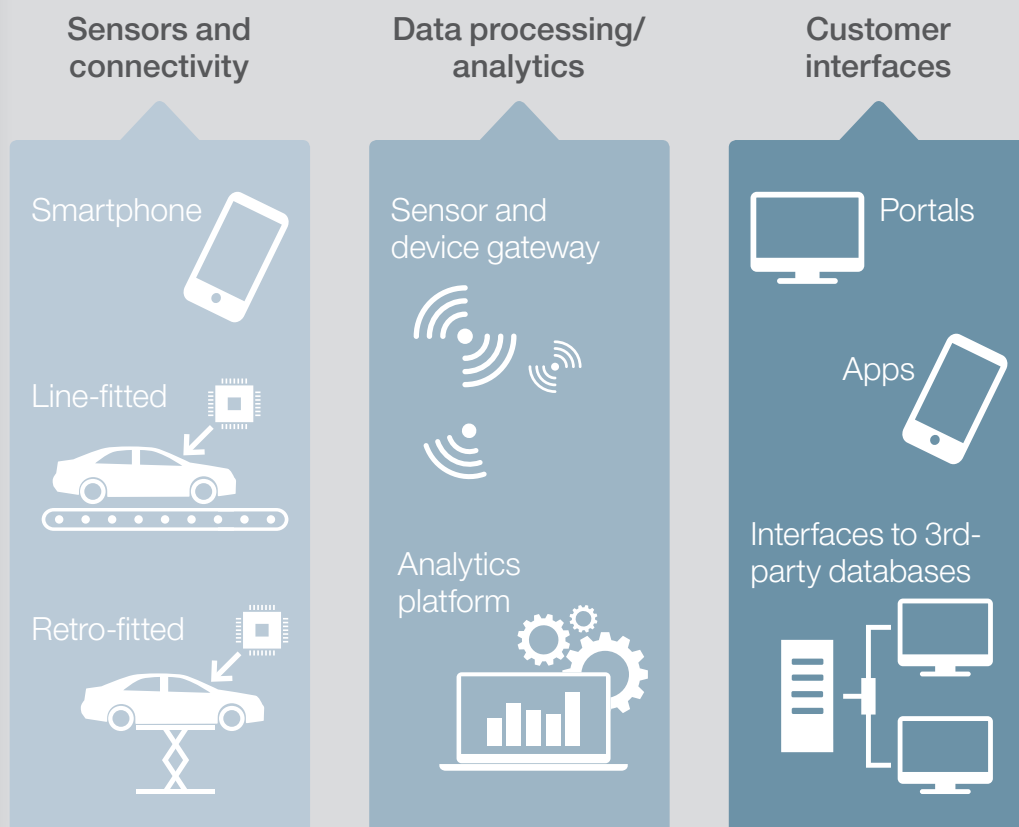 Sensors and
connectivity
Smartphone
Line-fitted
Retro-fitted
Data processing/
analytics
Sensor and
device gateway
Analytics
platform
Customer
interfaces
Portals
Apps
Interfaces to 3rd-
party databases